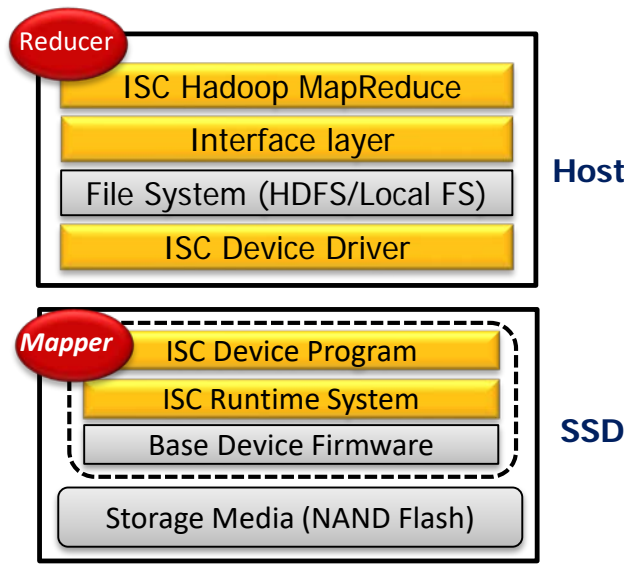 Reducer
ISC Hadoop MapReduce
Interface layer
File System (HDFS/Local FS)
ISC Device Driver
Host
Mapper
ISC Device Program
ISC Runtime System
Base Device Firmware
Storage Media (NAND Flash)
SSD